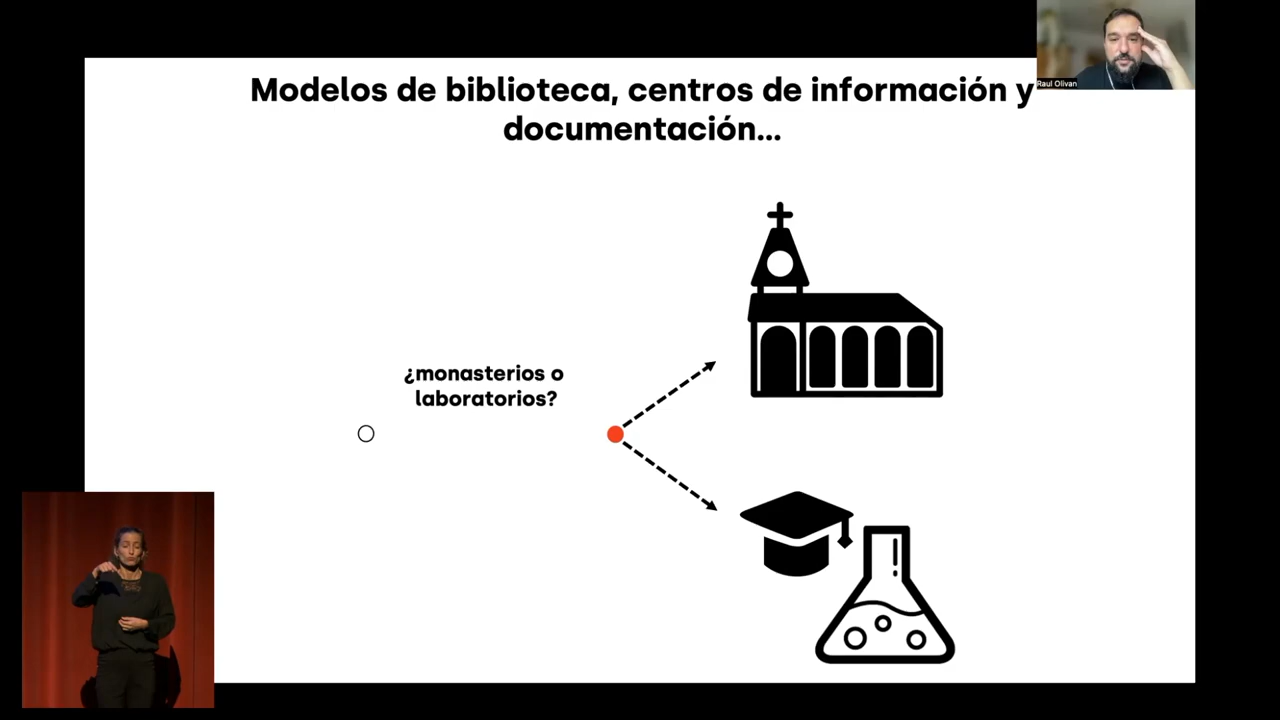 Modelos de biblioteca, centros de información y
documentación...
Raul Olivan
¿monasterios o
laboratorios?